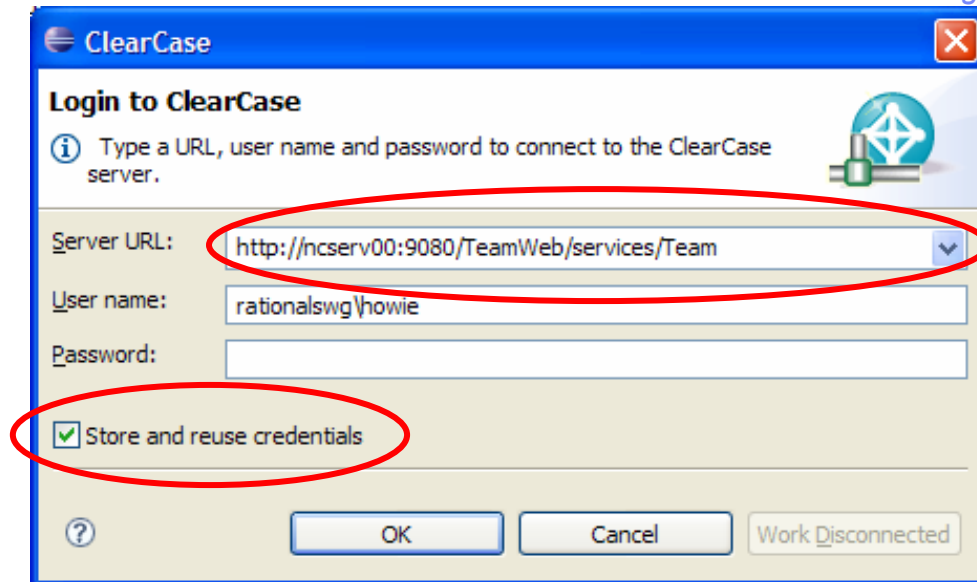 ClearCase
Login to ClearCase
Type a URL, user name and password to connect to the ClearCase
server.
Server URL: http://ncserv00:9080/TeamWeb/services/Team
User name: rationalswg\howie
Password:
Store and reuse credentials
OK Cancel Work Disconnected